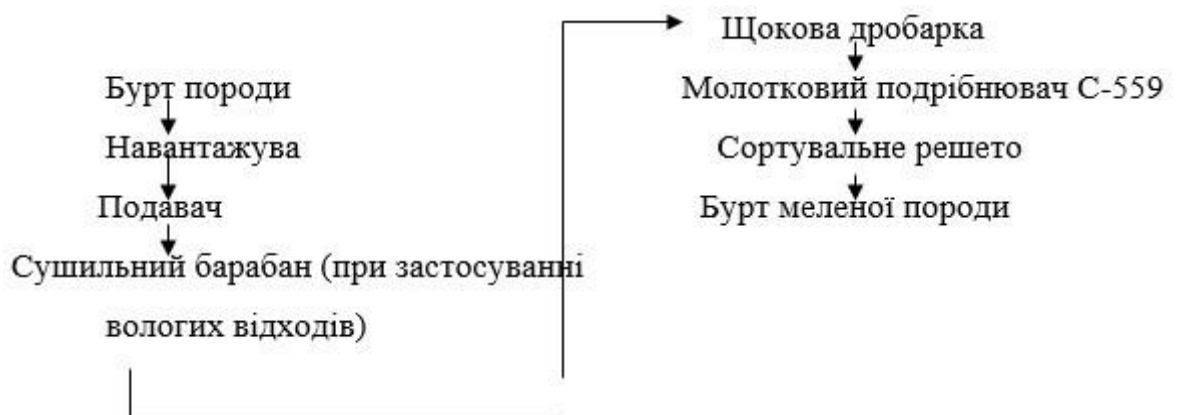 Бурт породи
Навантажува
Подавач
Сушильний барабан (при застосуванні
вологих відходів)
Щокова дробарка
Молотковий подрібнювач С-559
Сортувальне решето
Бурт меленої породи